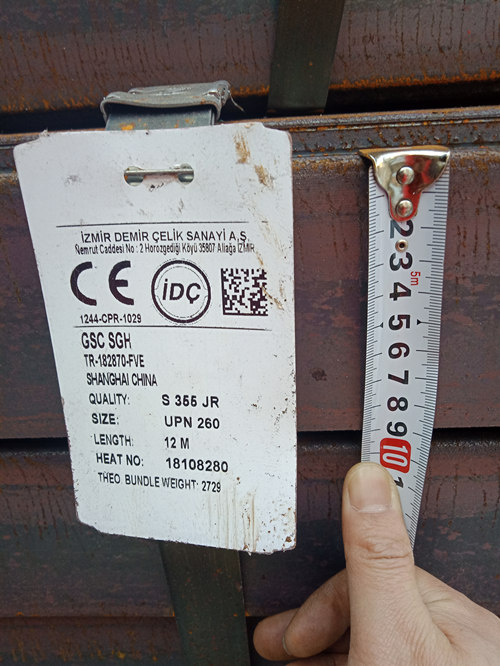 İZMİR DEMİR ÇELİK SANAYİ A.Ş.
Nemrut Caddesi No : 2 Horozgediği Köyü 35807 Aliağa İZMİR
CE
İDÇ
1244-CPR-1029
GSC SGH
TR-182870-FVE
SHANGHAI CHINA
QUALITY: S 355 JR
SIZE: UPN 260
LENGTH: 12 M
HEAT NO: 18108280
THEO. BUNDLE WEIGHT: 2729
2
3
5m
4
5
6
7
8
9
10